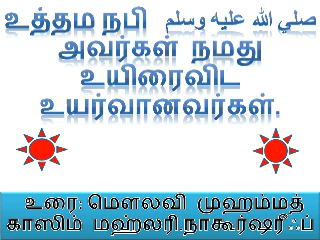 உத்தம நபி صلي الله عليه وسلم
அவர்கள் நமது
உயிரைவிட
உயர்வானவர்கள்.
உரை: மௌலவி முஹம்மத்
காஸிம் மஹ்லரி நாகூர்ஷரீஃப்